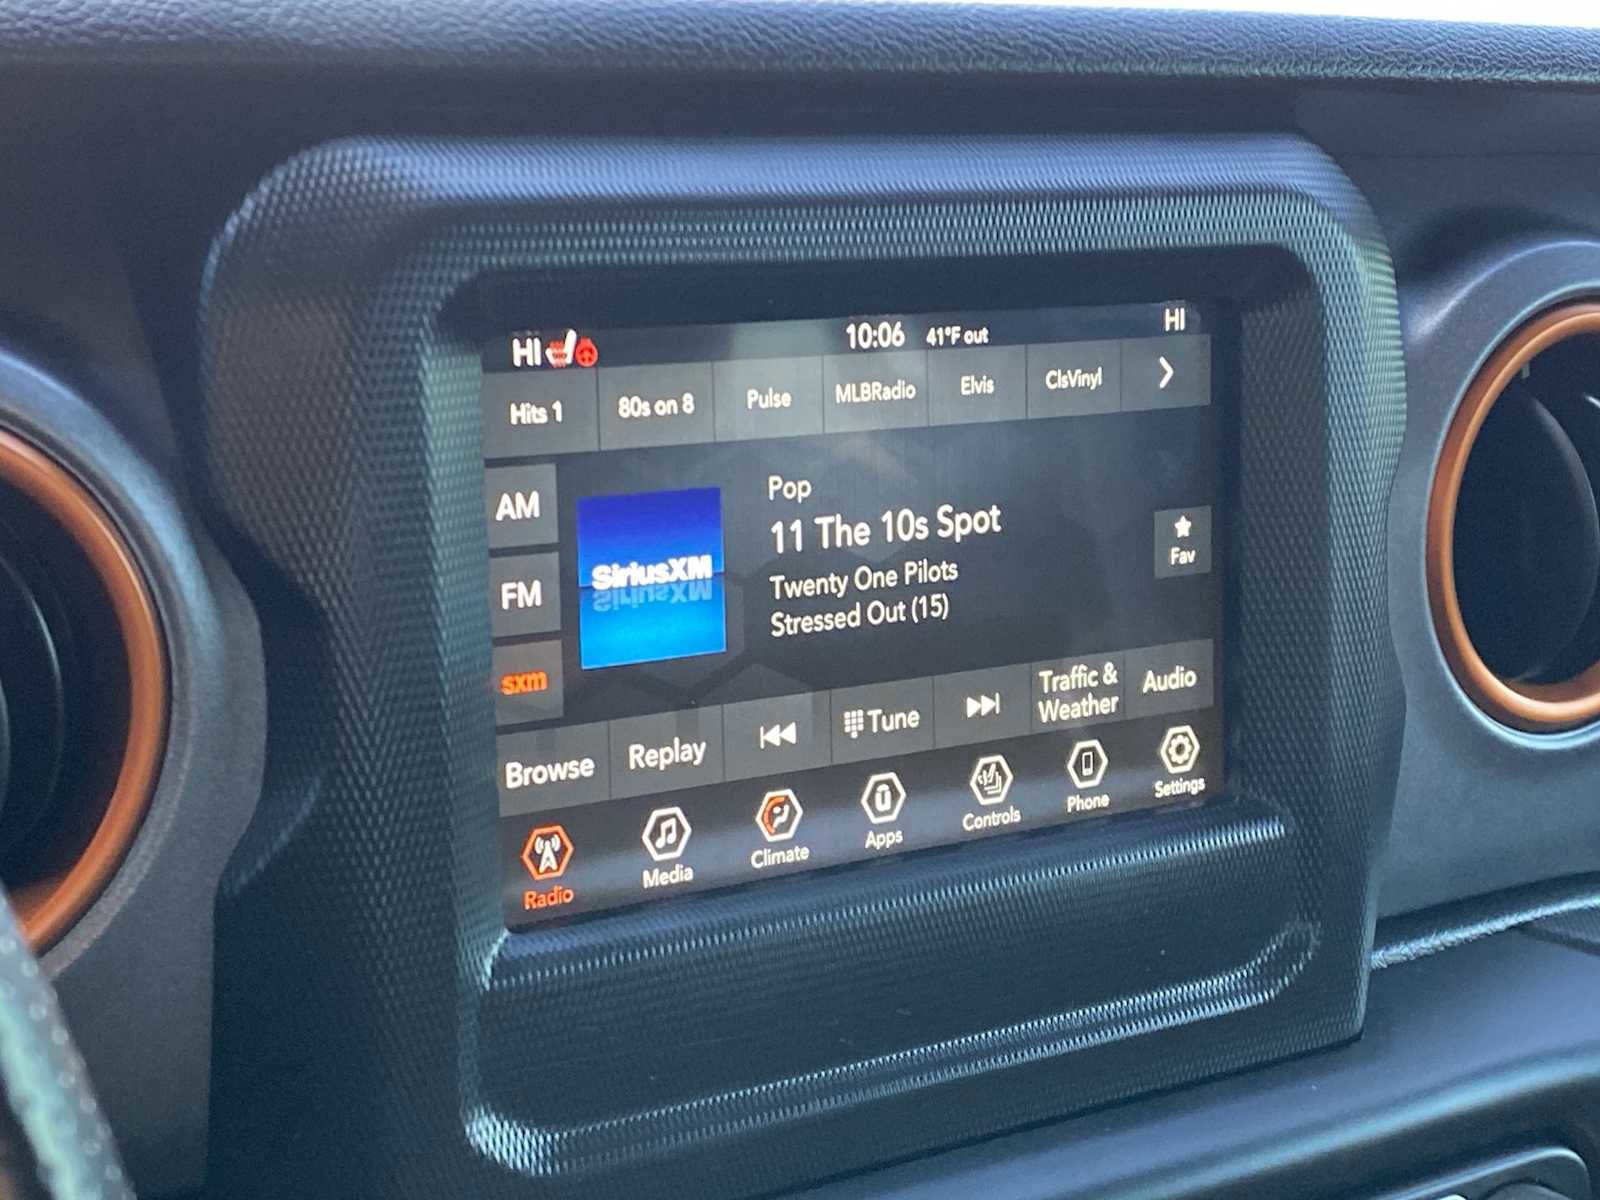 HI 10:06 41°F out HI
Hits 1 80s on 8 Pulse MLBRadio Elvis ClsVinyl
AM
FM
sxm
SiriusXM
Pop
11 The 10s Spot
Twenty One Pilots
Stressed Out (15)
Fav
Browse Replay Tune Traffic & Weather Audio
Radio Media Climate Apps Controls Phone Settings